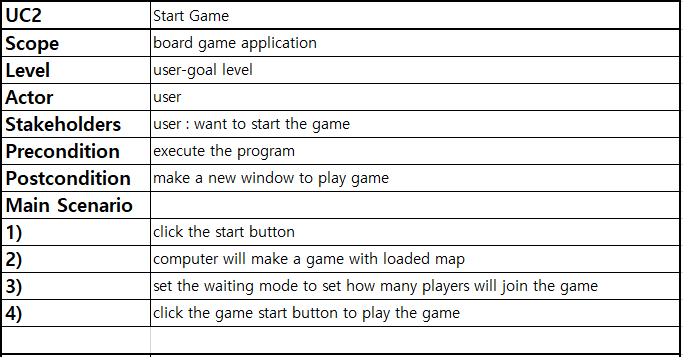 UC2 Start Game
Scope board game application
Level user-goal level
Actor user
Stakeholders user : want to start the game
Precondition execute the program
Postcondition make a new window to play game
Main Scenario
1) click the start button
2) computer will make a game with loaded map
3) set the waiting mode to set how many players will join the game
4) click the game start button to play the game